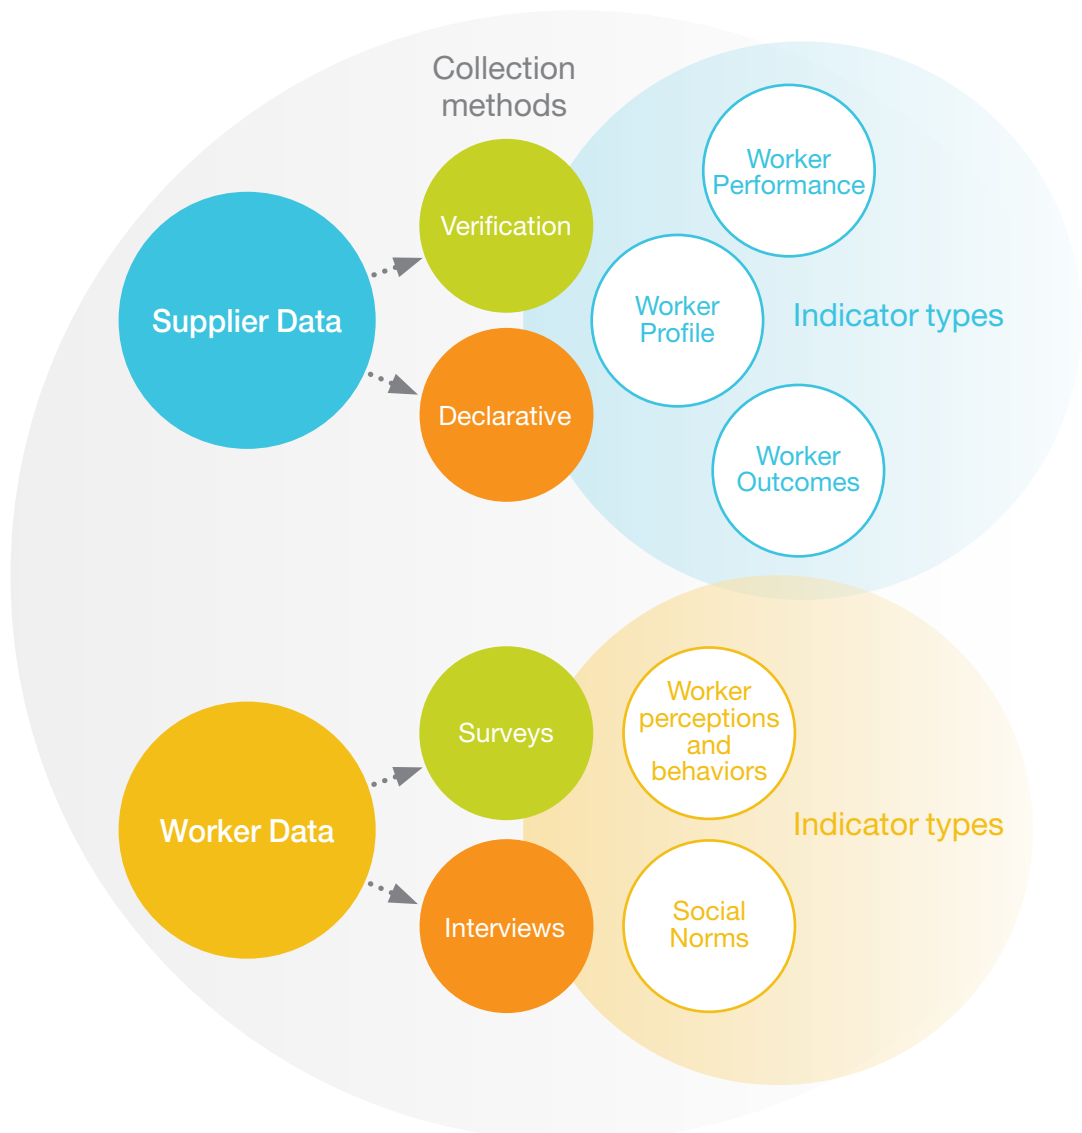 Collection
methods
Supplier Data
Verification
Declarative
Worker
Performance
Worker
Profile
Indicator types
Worker
Outcomes
Worker Data
Surveys
Interviews
Worker
perceptions
and
behaviors
Indicator types
Social
Norms